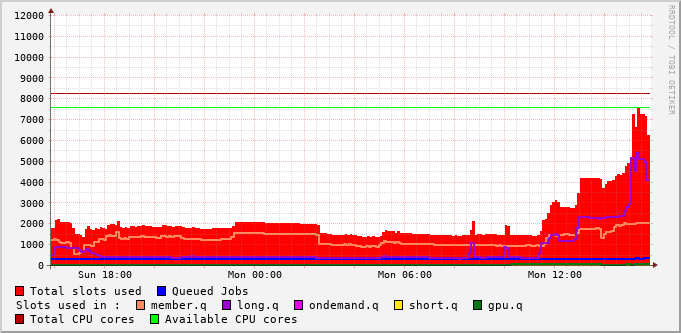 12000
11000
10000
9000
8000
7000
6000
5000
4000
3000
2000
1000
0
Sun 18:00 Mon 00:00 Mon 06:00 Mon 12:00
Total slots used Queued Jobs
Slots used in : member.q long.q ondemand.q short.q gpu.q
Total CPU cores Available CPU cores
RRDTOOL / TOBI OETIKER